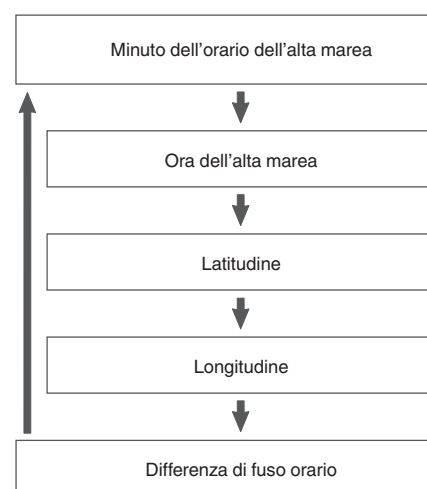 Minuto dell'orario dell'alta marea
Ora dell'alta marea
Latitudine
Longitudine
Differenza di fuso orario